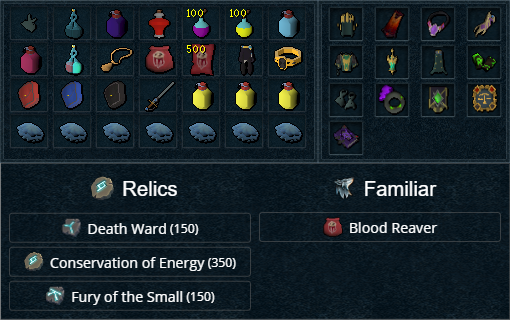 100 100
500
Relics
Familiar
Death Ward (150)
Blood Reaver
Conservation of Energy (350)
Fury of the Small (150)